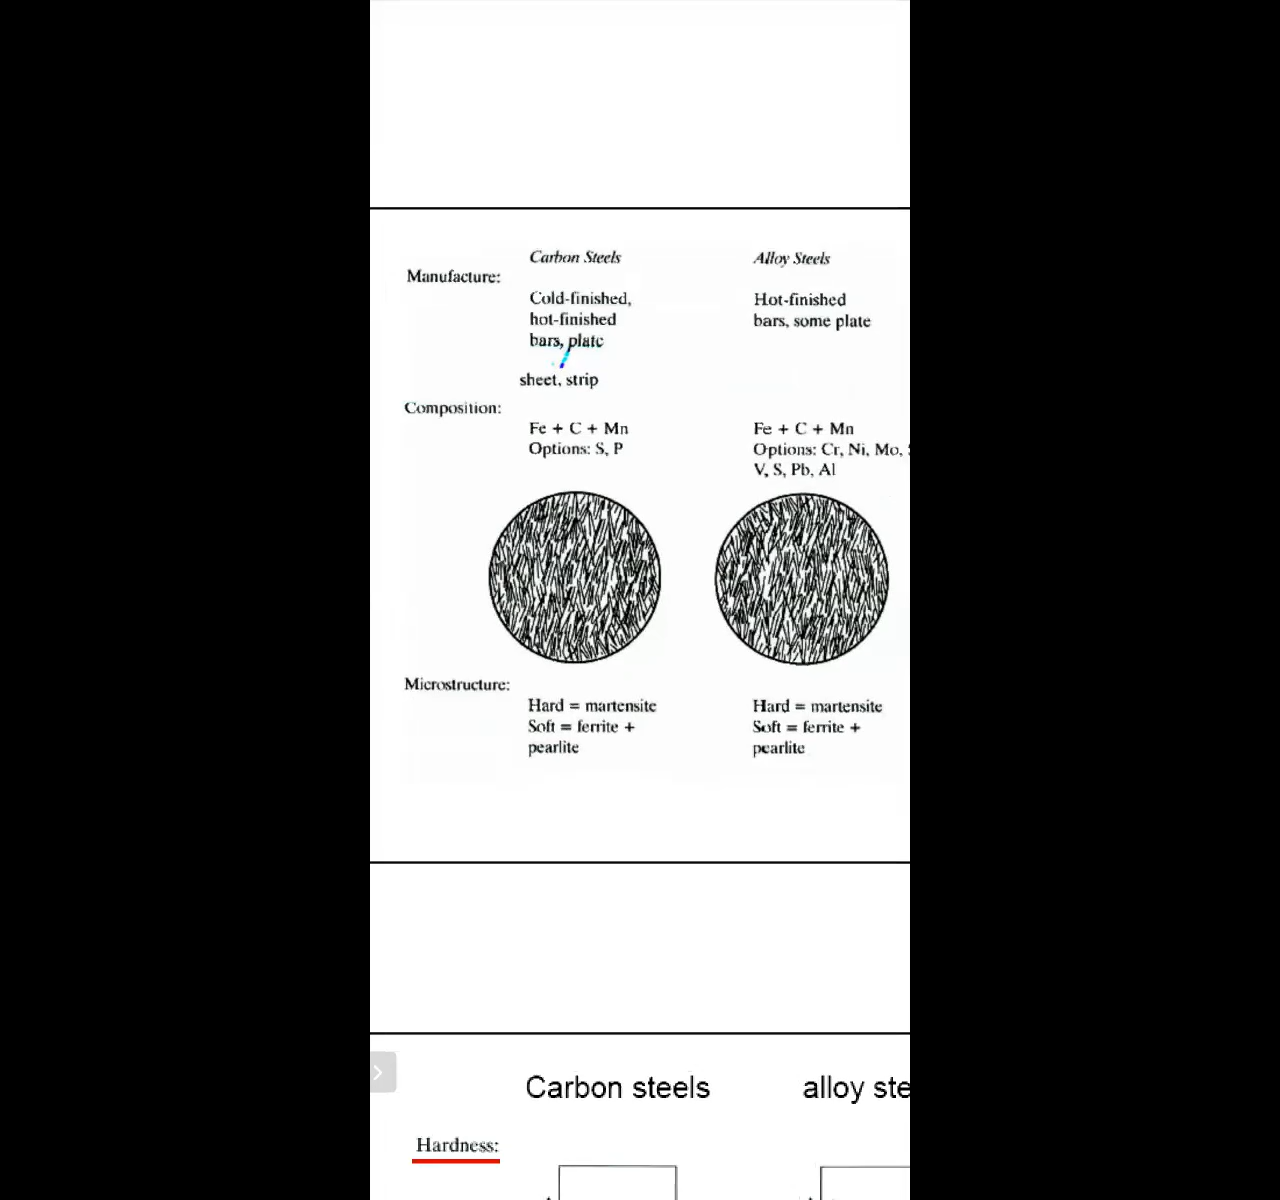 Carbon Steels
Alloy Steels
Manufacture:
Cold-finished,
hot-finished
bars, plate
sheet, strip
Hot-finished
bars, some plate
Composition:
Fe + C + Mn
Options: S, P
Fe + C + Mn
Options: Cr, Ni, Mo,
V, S, Pb, Al
Microstructure:
Hard = martensite
Soft = ferrite +
pearlite
Hard = martensite
Soft = ferrite +
pearlite
Carbon steels
alloy ste
Hardness: